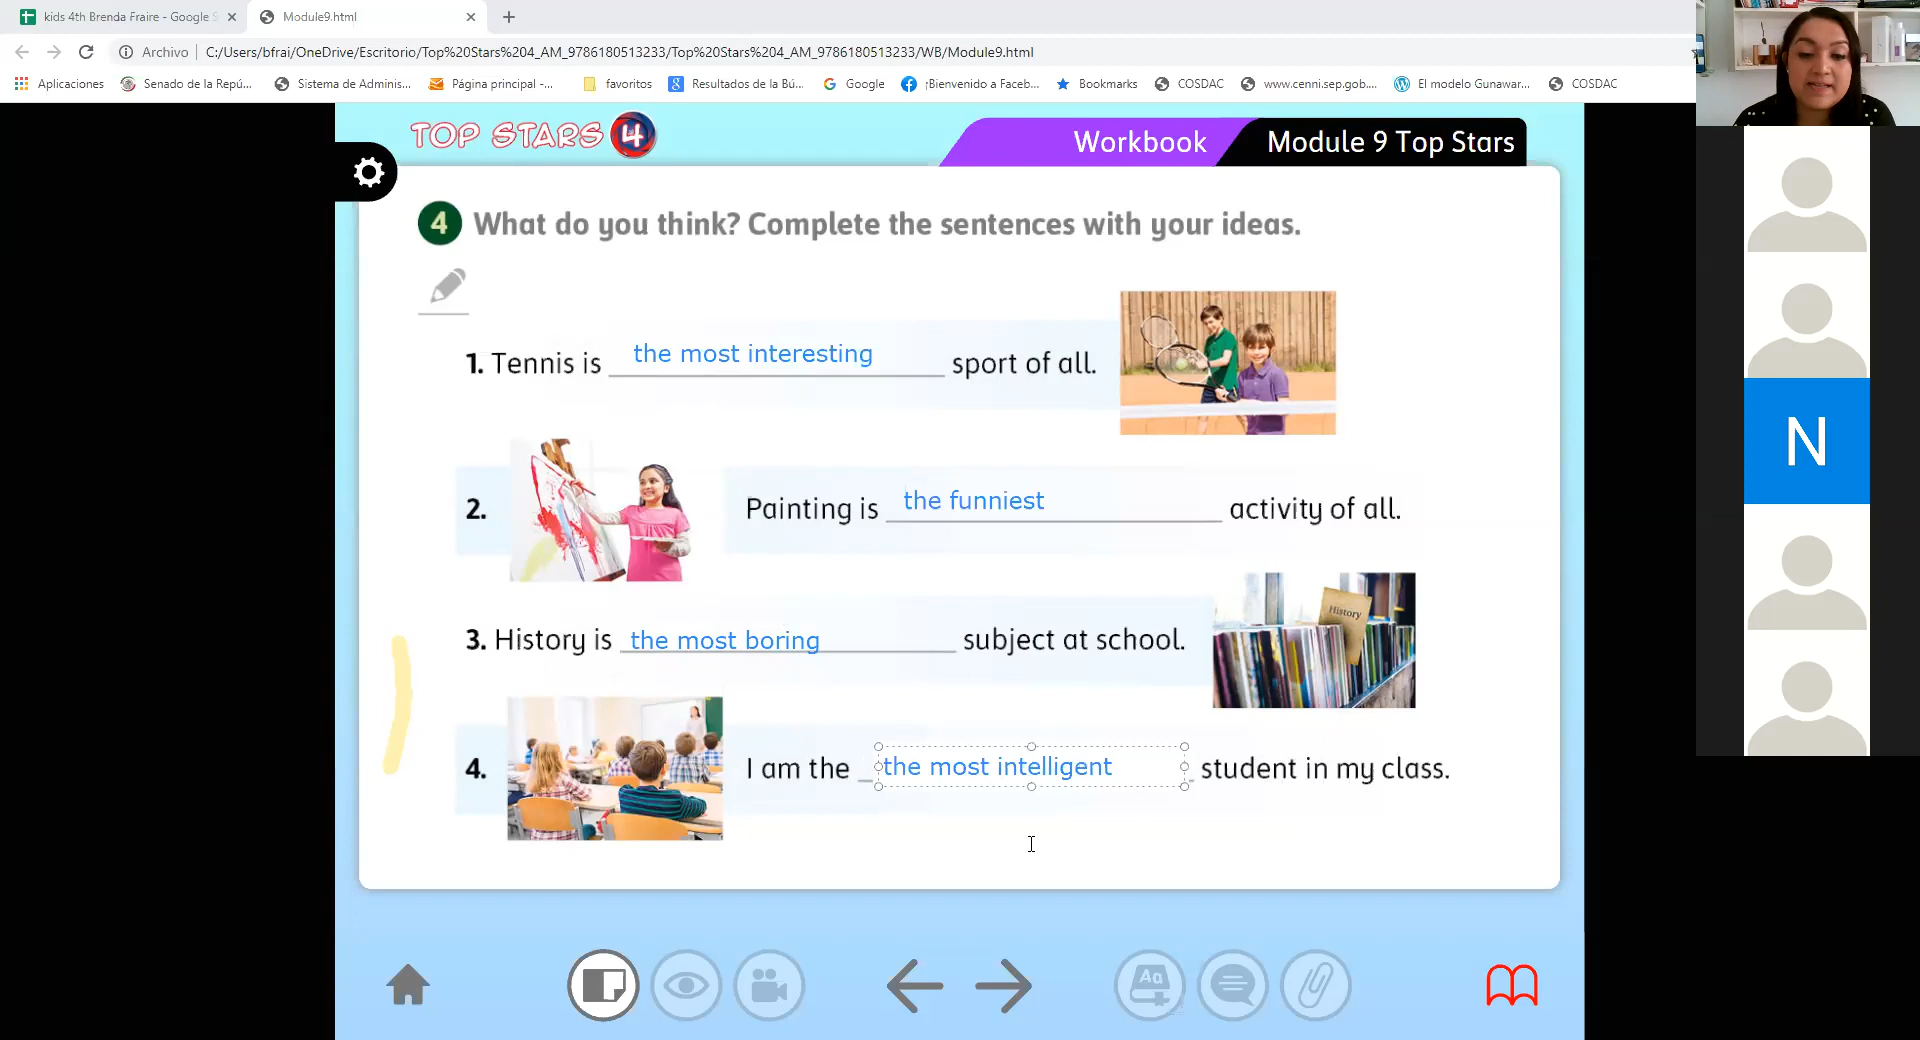 kids 4th Brenda Fraire - Google S
Module9.html
Archivo
C:/Users/bfrai/OneDrive/Escritorio/Top%20Stars%204_AM_9786180513233/Top%20Stars%204_AM_9786180513233/WB/Module9.html
Aplicaciones
Senado de la Repú...
Sistema de Adminis...
Página principal -...
favoritos
Resultados de la Bú...
Google
¡Bienvenido a Faceb...
Bookmarks
COSDAC
www.cenni.sep.gob....
El modelo Gunawar...
COSDAC
TOP STARS 4
Workbook
Module 9 Top Stars
4 What do you think? Complete the sentences with your ideas.
1. Tennis is the most interesting sport of all.
2. Painting is the funniest activity of all.
History
3. History is the most boring subject at school.
4. I am the the most intelligent student in my class.
N
Aa